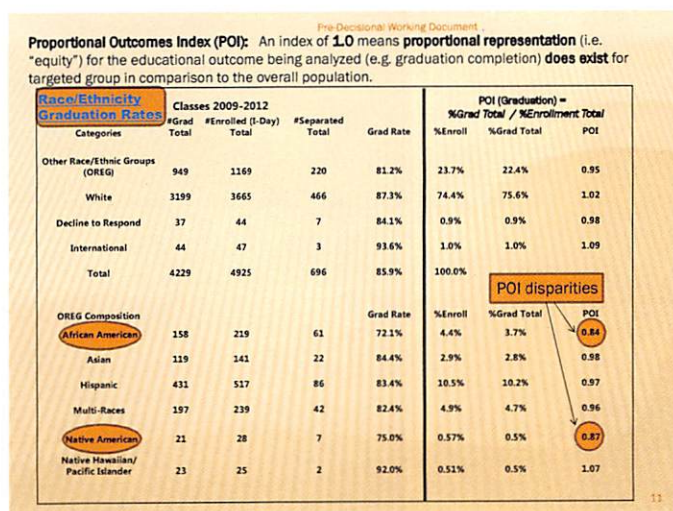 Pre-Decisional Working Document
Proportional Outcomes Index (POI): An index of 1.0 means proportional representation (i.e.
"equity") for the educational outcome being analyzed (e.g. graduation completion) does exist for
targeted group in comparison to the overall population.
Race/Ethnicity
Graduation Rates
Classes 2009-2012
POI (Graduation) =
%Grad Total / %Enrollment Total
Categories #Grad Total #Enrolled (I-Day) Total #Separated Total Grad Rate %Enroll %Grad Total POI
Other Race/Ethnic Groups (OREG) 949 1169 220 81.2% 23.7% 22.4% 0.95
White 3199 3665 466 87.3% 74.4% 75.6% 1.02
Decline to Respond 37 44 7 84.1% 0.9% 0.9% 0.98
International 44 47 3 93.6% 1.0% 1.0% 1.09
Total 4229 4925 696 85.9% 100.0%
POI disparities
OREG Composition Grad Rate %Enroll %Grad Total POI
African American 158 219 61 72.1% 4.4% 3.7% 0.84
Asian 119 141 22 84.4% 2.9% 2.8% 0.98
Hispanic 431 517 86 83.4% 10.5% 10.2% 0.97
Multi-Races 197 239 42 82.4% 4.9% 4.7% 0.96
Native American 21 28 7 75.0% 0.57% 0.5% 0.87
Native Hawaiian/ Pacific Islander 23 25 2 92.0% 0.51% 0.5% 1.07
11